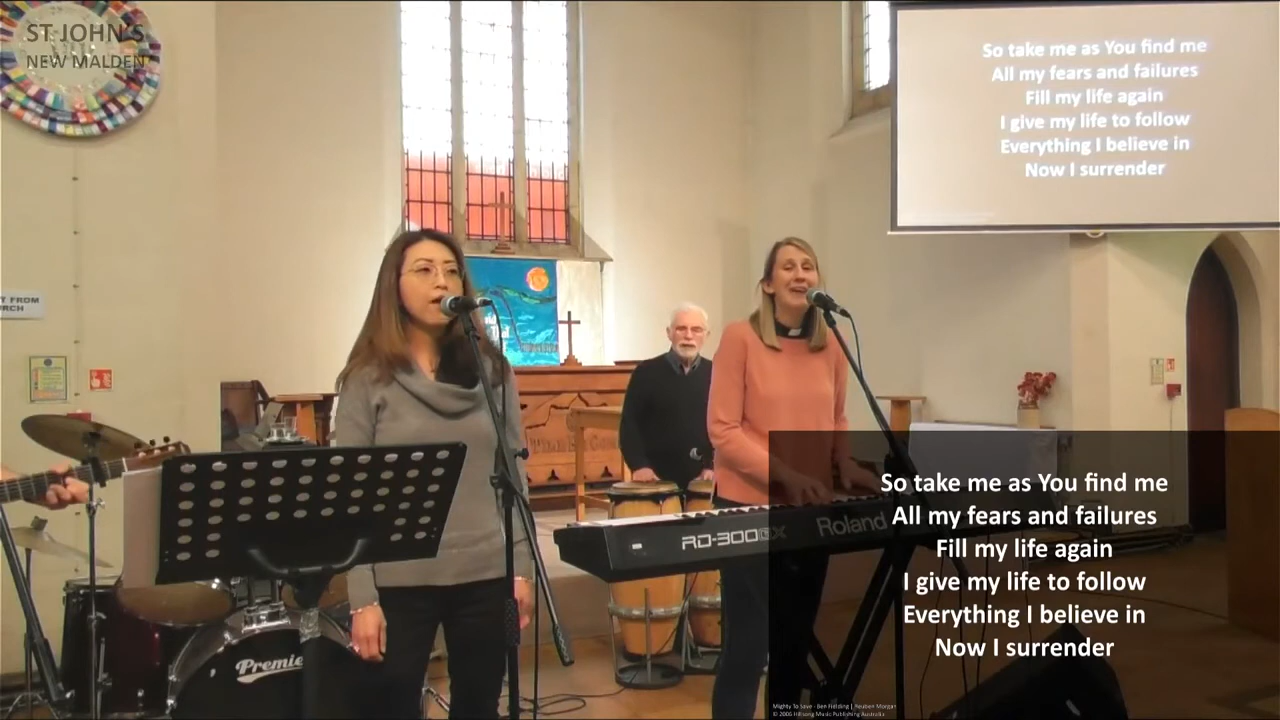 ST JOHN'S
NEW MALDEN
So take me as You find me
All my fears and failures
Fill my life again
I give my life to follow
Everything I believe in
Now I surrender
T FROM
RCH
RD-300GX
Roland
Premie
So take me as You find me
All my fears and failures
Fill my life again
I give my life to follow
Everything I believe in
Now I surrender
Mighty To Save - Ben Fielding | Reuben Morgan
© 2006 Hillsong Music Publishing Australia